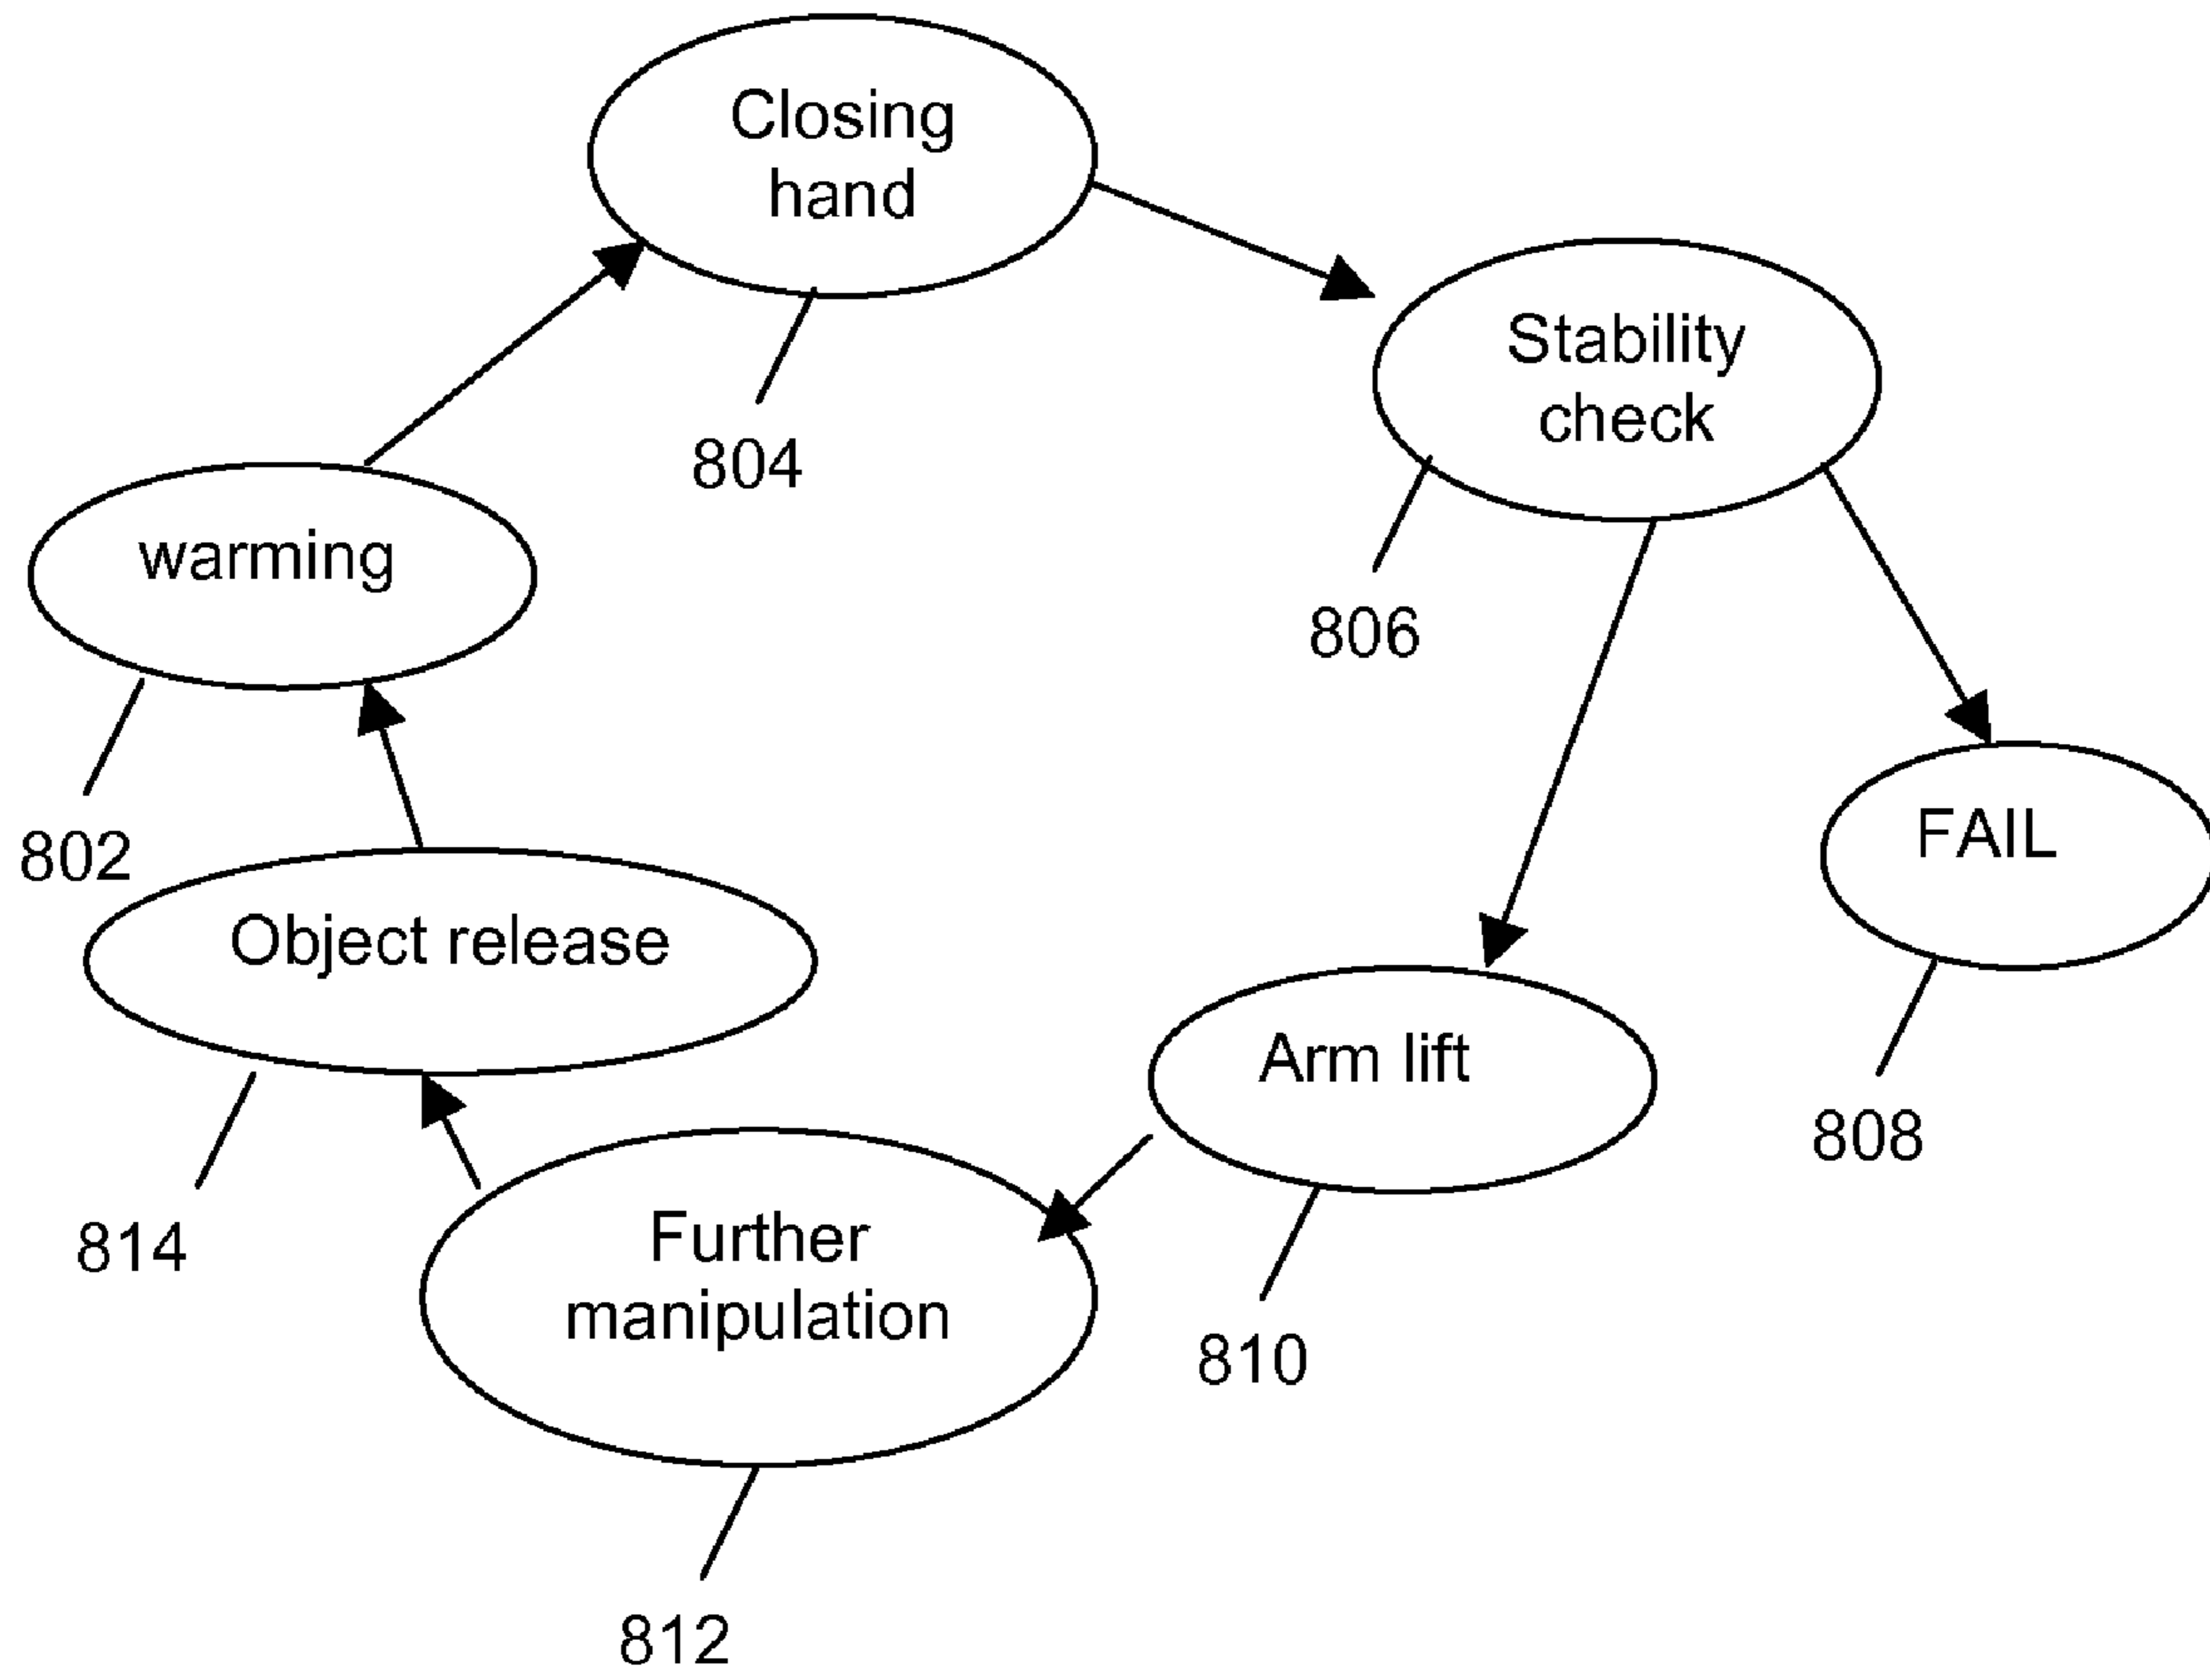 Closing
hand
804
Stability
check
806
warming
802
FAIL
808
Object release
814
Arm lift
810
Further
manipulation
812